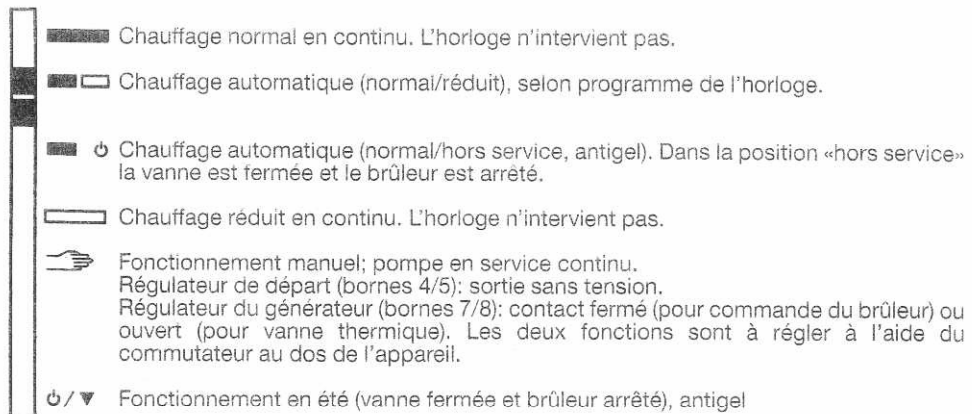 Chauffage normal en continu. L'horloge n'intervient pas.
Chauffage automatique (normal/réduit), selon programme de l'horloge.
Chauffage automatique (normal/hors service, antigel). Dans la position «hors service»
la vanne est fermée et le brûleur est arrêté.
Chauffage réduit en continu. L'horloge n'intervient pas.
Fonctionnement manuel; pompe en service continu.
Régulateur de départ (bornes 4/5): sortie sans tension.
Régulateur du générateur (bornes 7/8): contact fermé (pour commande du brûleur) ou
ouvert (pour vanne thermique). Les deux fonctions sont à régler à l'aide du
commutateur au dos de l'appareil.
Fonctionnement en été (vanne fermée et brûleur arrêté), antigel